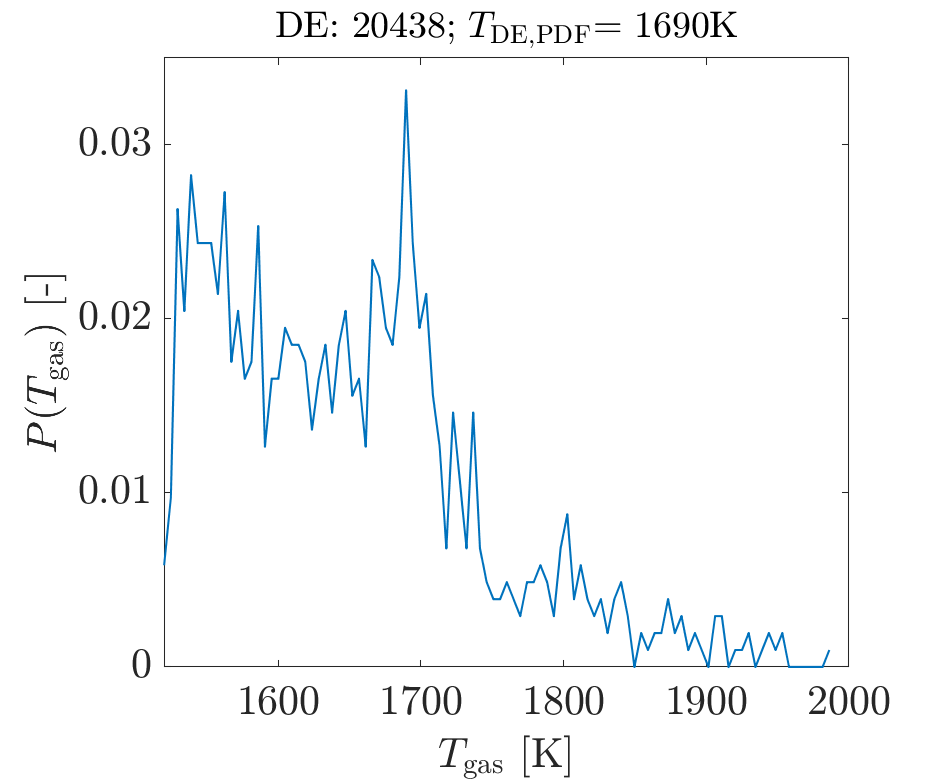 DE: 20438; T_DE,PDF= 1690K
0.03
0.02
0.01
0
P(T_gas) [-]
1600 1700 1800 1900 2000
T_gas [K]